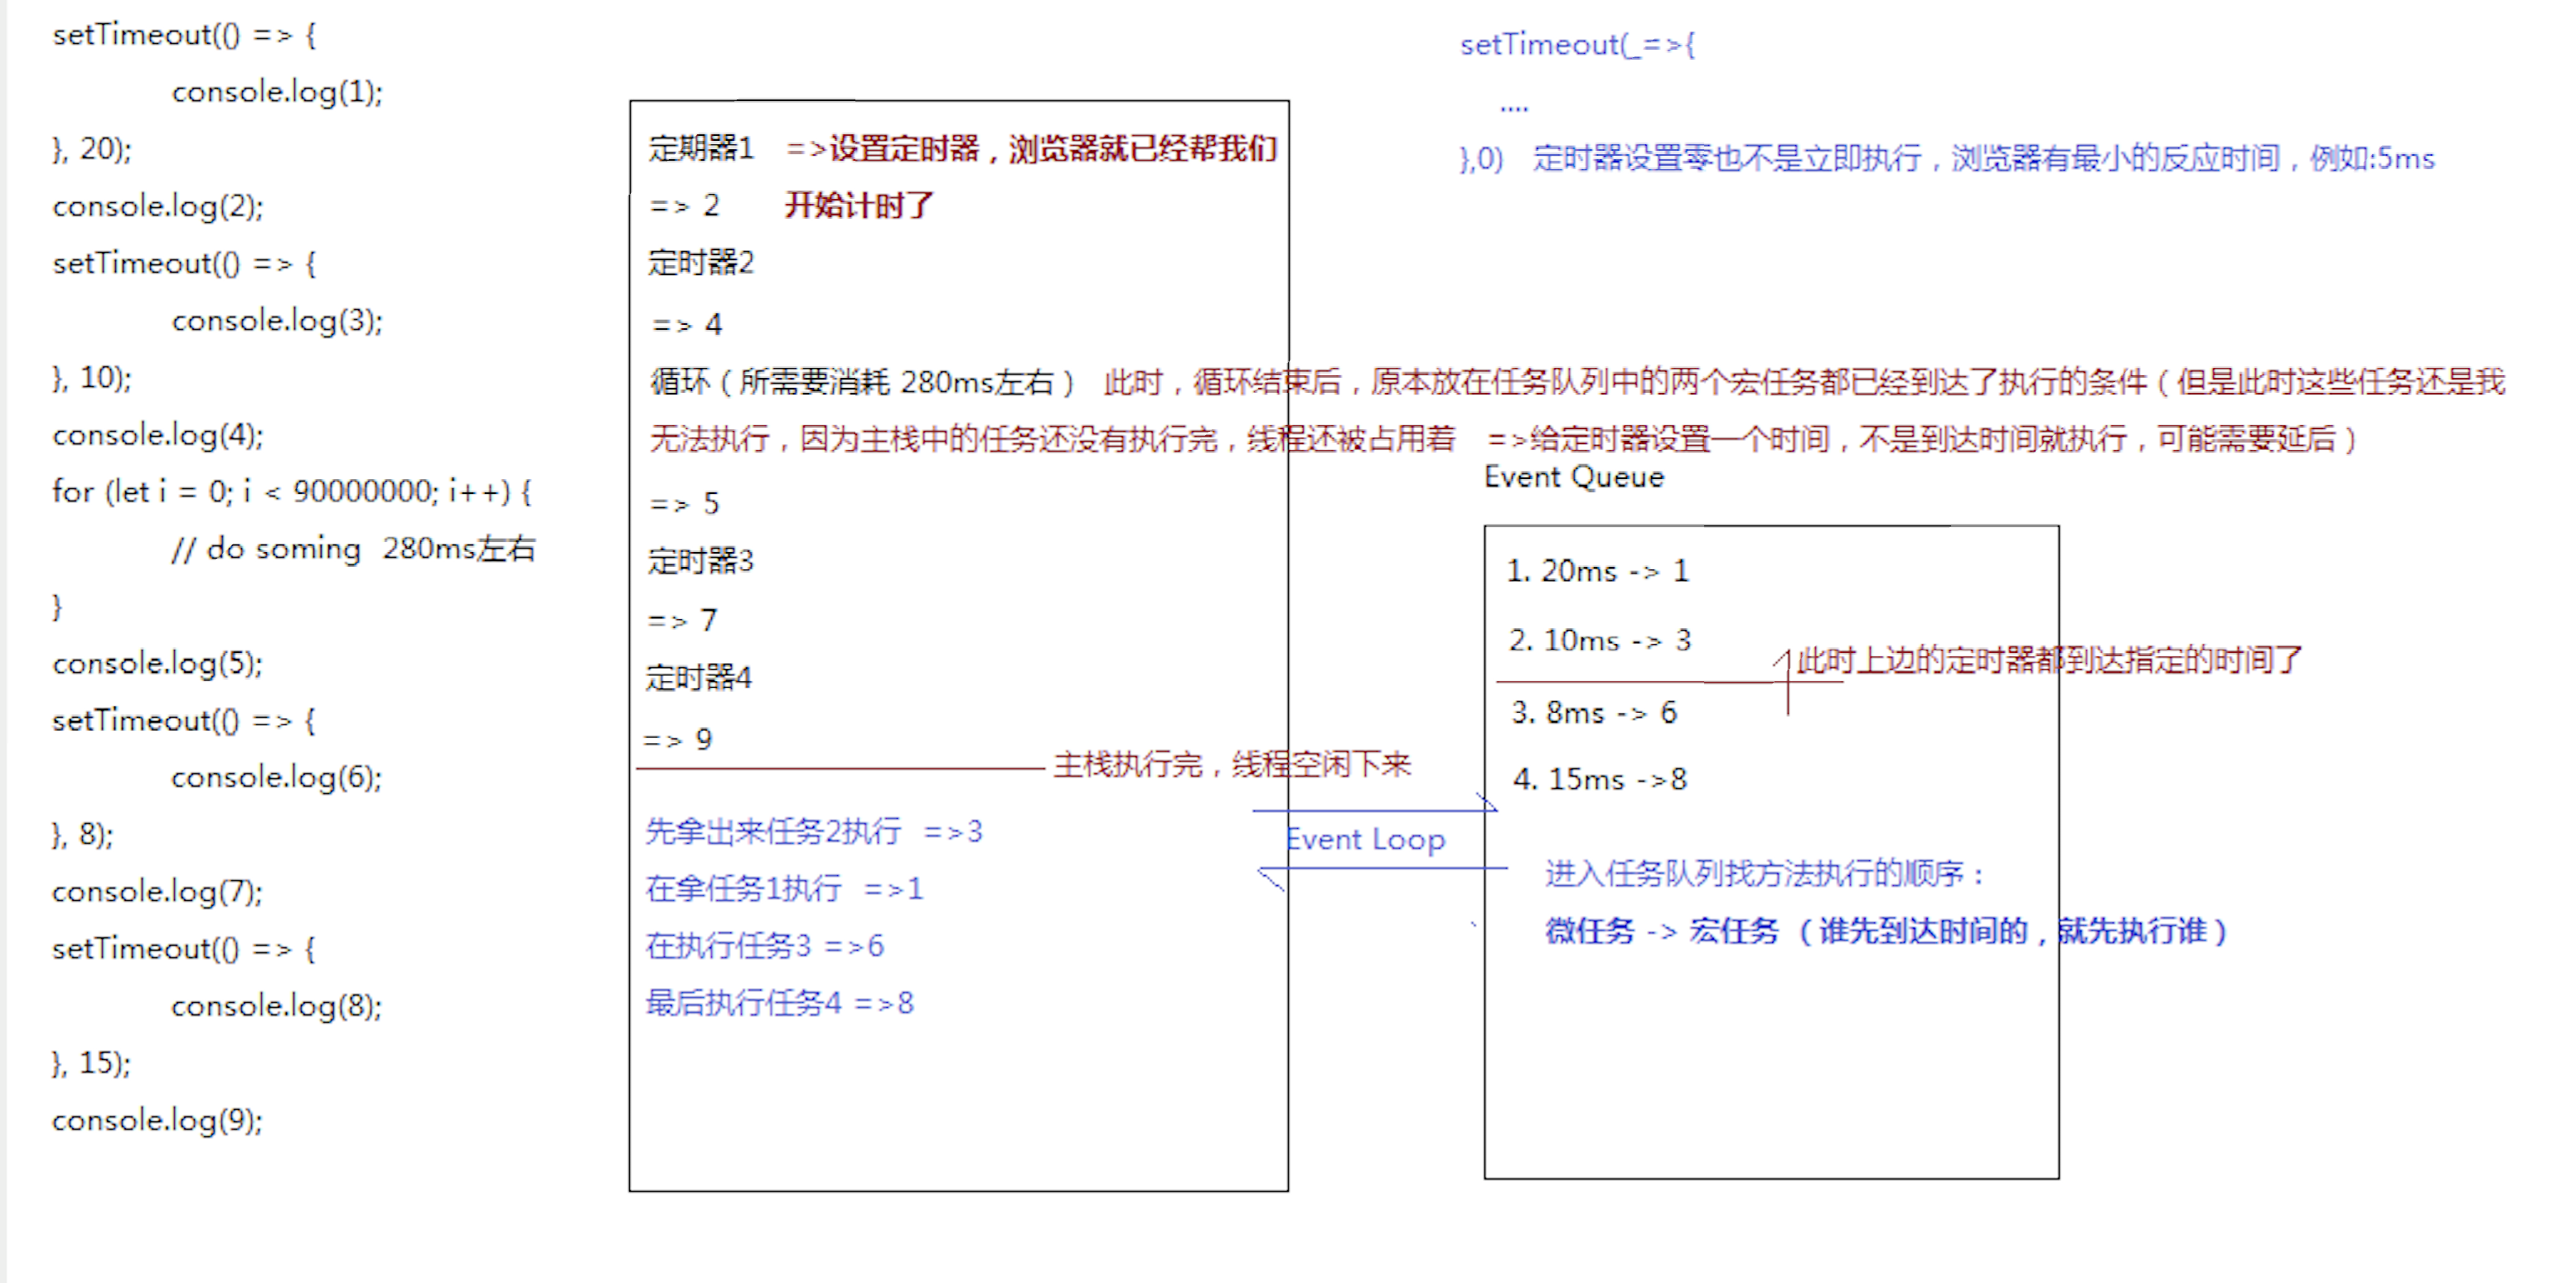 setTimeout(() => {
console.log(1);
}, 20);
console.log(2);
setTimeout(() => {
console.log(3);
}, 10);
console.log(4);
for (let i = 0; i < 90000000; i++) {
// do soming  280ms左右
}
console.log(5);
setTimeout(() => {
console.log(6);
}, 8);
console.log(7);
setTimeout(() => {
console.log(8);
}, 15);
console.log(9);
定期器1 =>设置定时器，浏览器就已经帮我们
=> 2 开始计时了
定时器2
=> 4
循环（所需要消耗 280ms左右） 此时，循环结束后，原本放在任务队列中的两个宏任务都已经到达了执行的条件（但是此时这些任务还是我
无法执行，因为主栈中的任务还没有执行完，线程还被占用着 =>给定时器设置一个时间，不是到达时间就执行，可能需要延后）
=> 5
定时器3
=> 7
定时器4
=> 9
主栈执行完，线程空闲下来
先拿出来任务2执行 =>3
在拿任务1执行 =>1
在执行任务3 =>6
最后执行任务4 =>8
Event Loop
setTimeout(_=>{
....
},0) 定时器设置零也不是立即执行，浏览器有最小的反应时间，例如:5ms
Event Queue
1. 20ms -> 1
2. 10ms -> 3
此时上边的定时器都到达指定的时间了
3. 8ms -> 6
4. 15ms ->8
进入任务队列找方法执行的顺序：
微任务 -> 宏任务 （谁先到达时间的，就先执行谁）